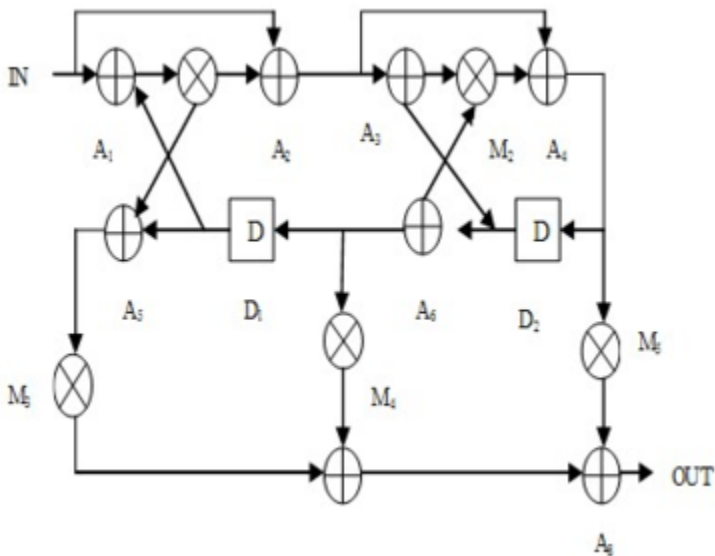 IN
A₁
A₂
A₃
M₂
A₄
D
D
A₅
D₁
A₆
D₂
M₅
M₃
M₄
OUT
A₈